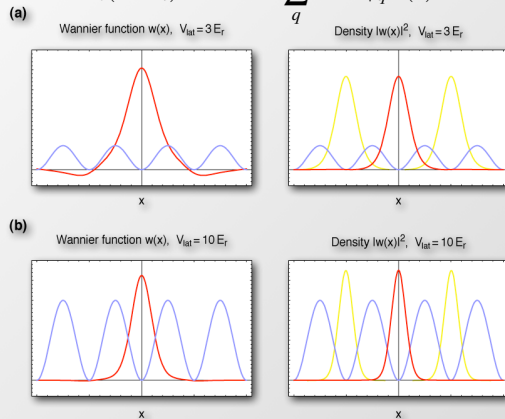 q
(a)
Wannier function w(x), V_lat = 3 E_r
Density |w(x)|², V_lat = 3 E_r
x
x
(b)
Wannier function w(x), V_lat = 10 E_r
Density |w(x)|², V_lat = 10 E_r
x
x